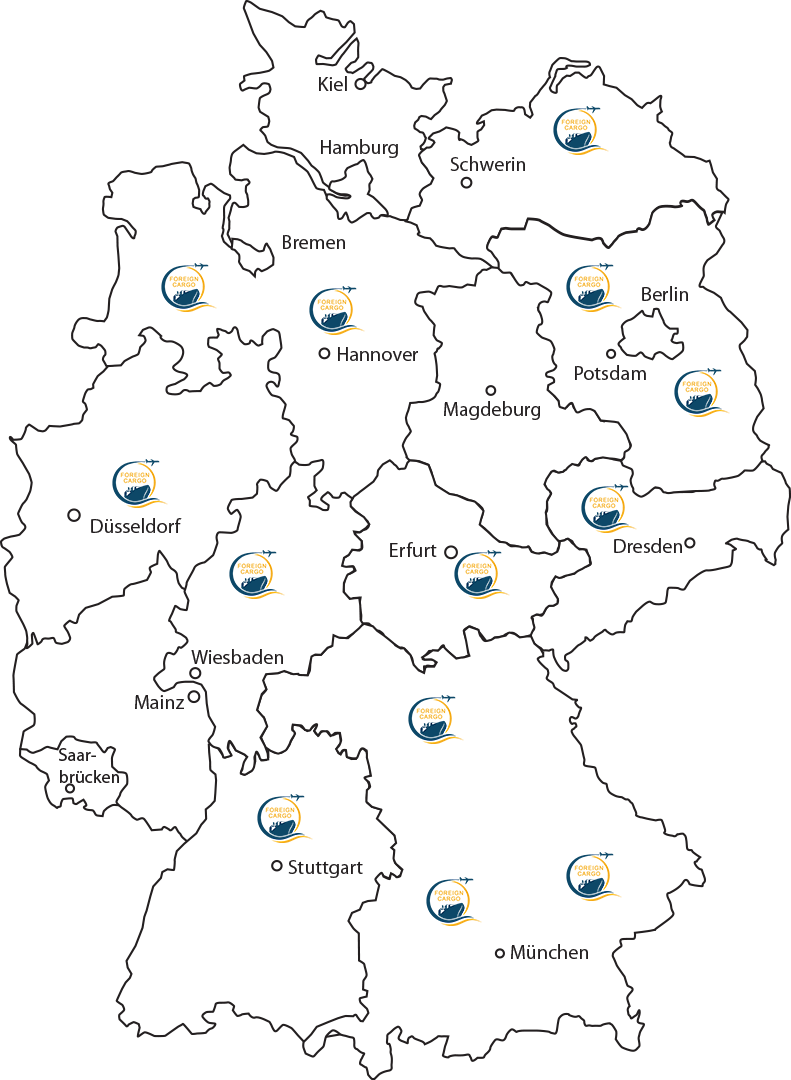 Kiel
FOREIGN
CARGO
Hamburg
Schwerin
Bremen
FOREIGN
CARGO
FOREIGN
CARGO
Berlin
FOREIGN
CARGO
Hannover
Potsdam
FOREIGN
CARGO
Magdeburg
FOREIGN
CARGO
FOREIGN
CARGO
Düsseldorf
Erfurt
Dresden
FOREIGN
CARGO
FOREIGN
CARGO
Wiesbaden
Mainz
FOREIGN
CARGO
Saar-
brücken
FOREIGN
CARGO
Stuttgart
FOREIGN
CARGO
FOREIGN
CARGO
München